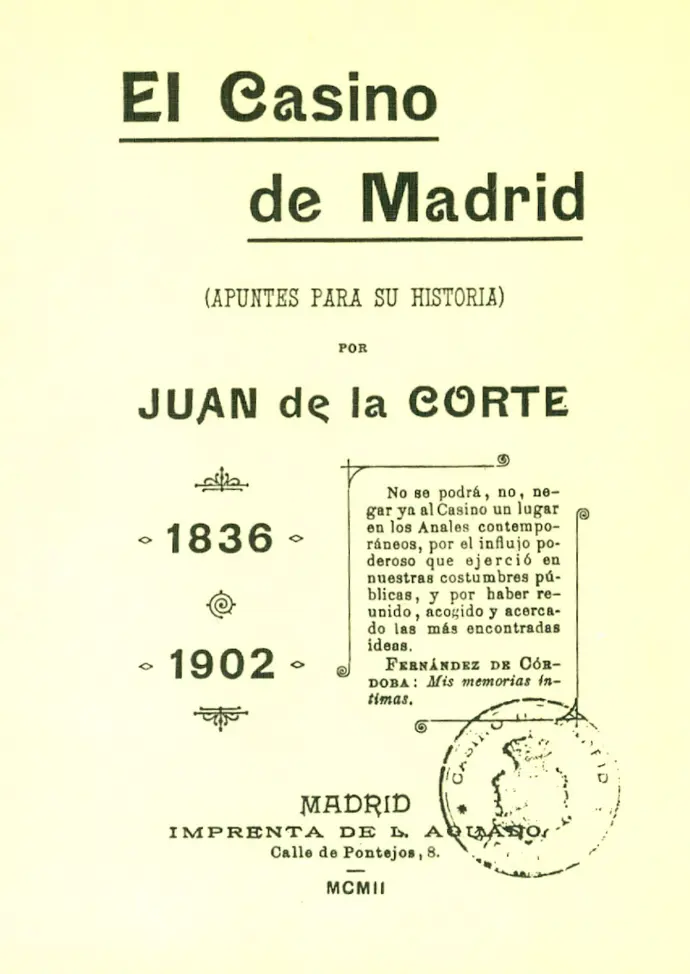 El Casino
de Madrid
(APUNTES PARA SU HISTORIA)
POR
JUAN de la CORTE
1836
1902
No se podrá, no, ne-
gar ya al Casino un lugar
en los Anales contempo-
ráneos, por el influjo po-
deroso que ejerció en
nuestras costumbres pú-
blicas, y por haber re-
unido, acogido y acerca-
do las más encontradas
ideas.
FERNÁNDEZ DE CÓR-
DOBA: Mis memorias ín-
timas.
MADRID
IMPRENTA DE L. AGUADO.
Calle de Pontejos, 8.
MCMII
CASINO MADRID